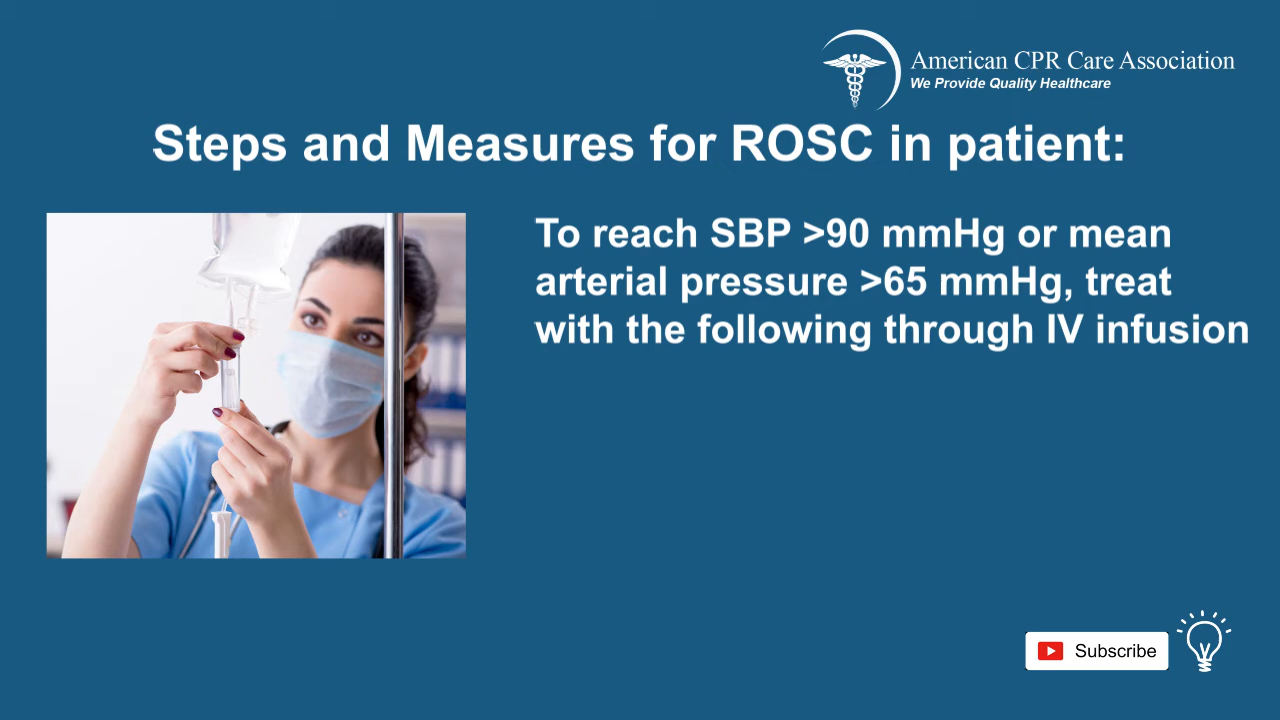 American CPR Care Association
We Provide Quality Healthcare
Steps and Measures for ROSC in patient:
To reach SBP >90 mmHg or mean
arterial pressure >65 mmHg, treat
with the following through IV infusion
Subscribe